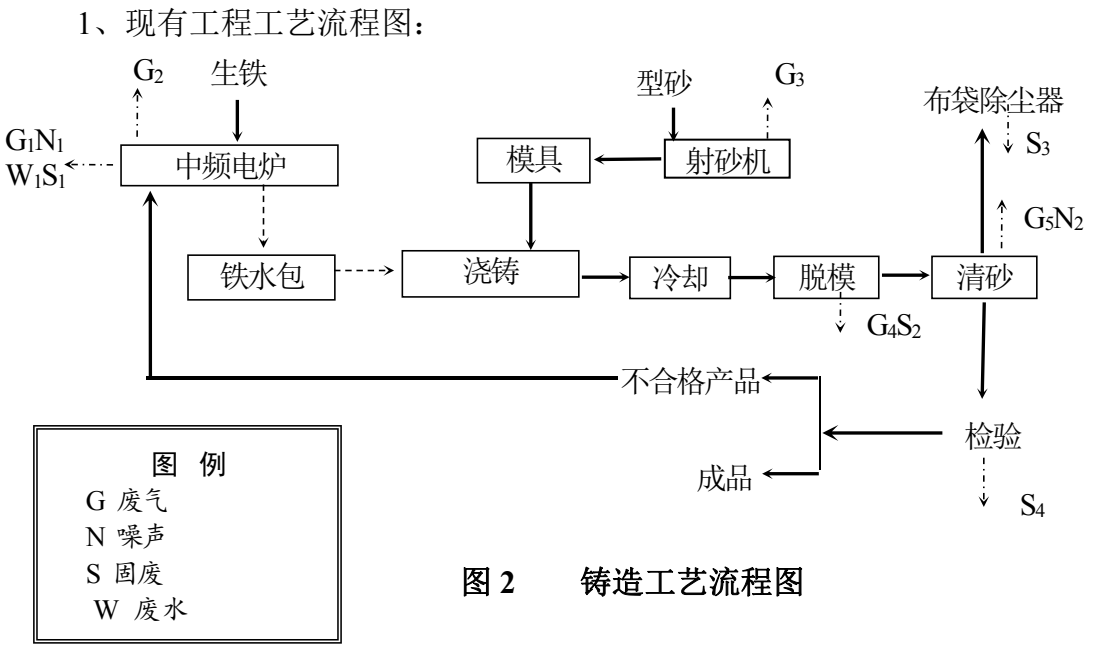 1、现有工程工艺流程图：
G₂ 生铁 型砂 G₃
布袋除尘器
G₁N₁
W₁S₁
中频电炉 模具 射砂机 S₃
G₅N₂
铁水包 浇铸 冷却 脱模 清砂
G₄S₂
不合格产品
检验
成品
S₄
图 例
G 废气
N 噪声
S 固废
W 废水
图 2 铸造工艺流程图